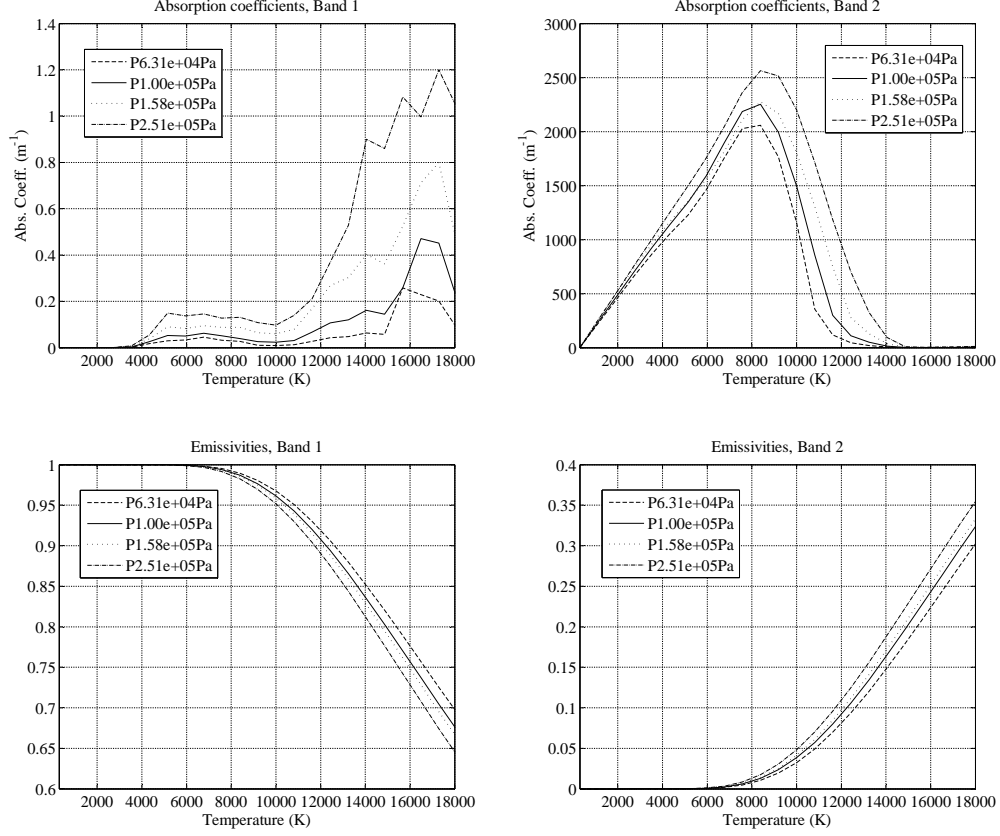 Absorption coefficients, Band 1
Abs. Coeff. (m⁻¹)
1.4
1.2
1
0.8
0.6
0.4
0.2
0
P6.31e+04Pa
P1.00e+05Pa
P1.58e+05Pa
P2.51e+05Pa
2000 4000 6000 8000 10000 12000 14000 16000 18000
Temperature (K)
Absorption coefficients, Band 2
Abs. Coeff. (m⁻¹)
3000
2500
2000
1500
1000
500
0
P6.31e+04Pa
P1.00e+05Pa
P1.58e+05Pa
P2.51e+05Pa
2000 4000 6000 8000 10000 12000 14000 16000 18000
Temperature (K)
Emissivities, Band 1
1
0.95
0.9
0.85
0.8
0.75
0.7
0.65
0.6
P6.31e+04Pa
P1.00e+05Pa
P1.58e+05Pa
P2.51e+05Pa
2000 4000 6000 8000 10000 12000 14000 16000 18000
Temperature (K)
Emissivities, Band 2
0.4
0.35
0.3
0.25
0.2
0.15
0.1
0.05
0
P6.31e+04Pa
P1.00e+05Pa
P1.58e+05Pa
P2.51e+05Pa
2000 4000 6000 8000 10000 12000 14000 16000 18000
Temperature (K)